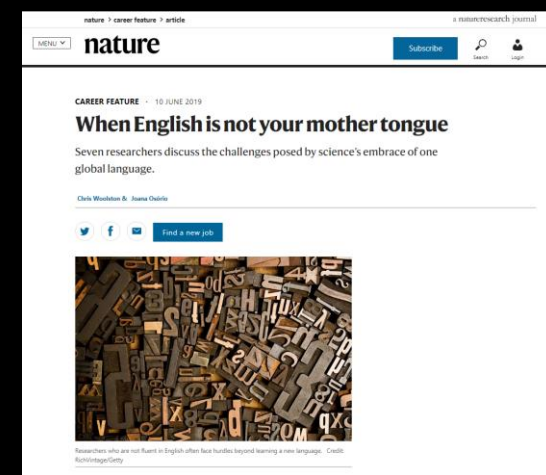 nature > career feature > article
a natureresearch journal
MENU
nature
Subscribe
Search
Login
CAREER FEATURE · 10 JUNE 2019
When English is not your mother tongue
Seven researchers discuss the challenges posed by science's embrace of one
global language.
Chris Woolston & Joana Osório
Find a new job
Researchers who are not fluent in English often face hurdles beyond learning a new language. Credit:
RichVintage/Getty